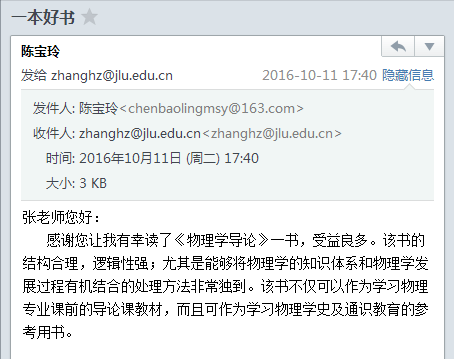 一本好书
陈宝玲
发给 zhanghz@jlu.edu.cn 2016-10-11 17:40 隐藏信息
发件人: 陈宝玲<chenbaolingmsy@163.com>
收件人: zhanghz@jlu.edu.cn<zhanghz@jlu.edu.cn>
时间: 2016年10月11日 (周二) 17:40
大小: 3 KB
张老师您好：
感谢您让我有幸读了《物理学导论》一书，受益良多。该书的
结构合理，逻辑性强；尤其是能够将物理学的知识体系和物理学发
展过程有机结合的处理方法非常独到。该书不仅可以作为学习物理
专业课前的导论课教材，而且可作为学习物理学史及通识教育的参
考用书。